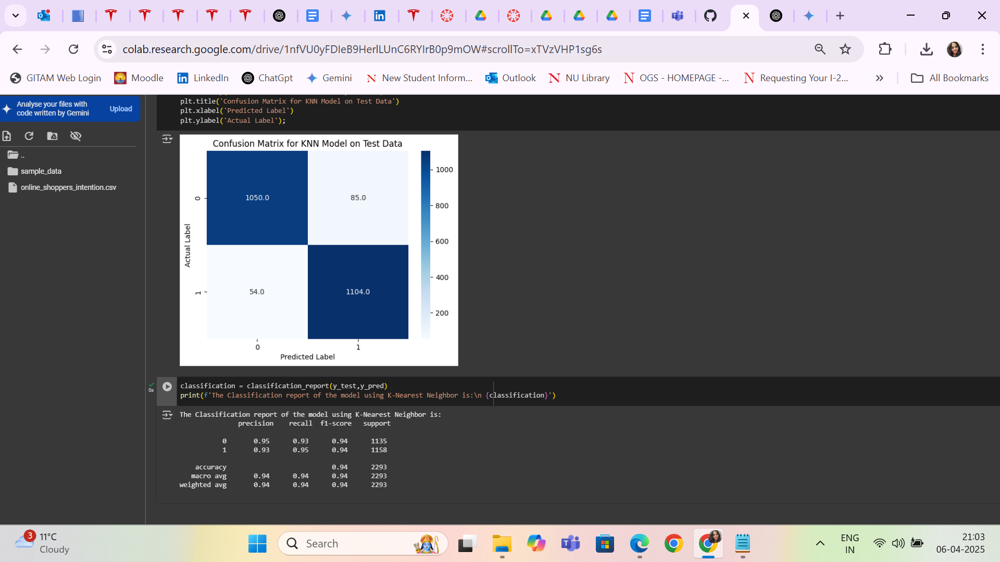 colab.research.google.com/drive/1nfVU0yFDIeB9HerlLUnC6RYIrB0p9mOW#scrollTo=xTVzVHP1sg6s
GITAM Web Login Moodle LinkedIn ChatGpt Gemini New Student Inform... Outlook NU Library OGS - HOMEPAGE -... Requesting Your I-2... All Bookmarks
Analyse your files with
code written by Gemini
Upload
..
sample_data
online_shoppers_intention.csv
plt.title('Confusion Matrix for KNN Model on Test Data')
plt.xlabel('Predicted Label')
plt.ylabel('Actual Label');
Confusion Matrix for KNN Model on Test Data
1050.0 85.0
54.0 1104.0
0
1
Actual Label
0 1
Predicted Label
1000
800
600
400
200
0s
classification = classification_report(y_test,y_pred)
print(f'The Classification report of the model using K-Nearest Neighbor is:\n {classification}')
The Classification report of the model using K-Nearest Neighbor is:
precision recall f1-score support
0 0.95 0.93 0.94 1135
1 0.93 0.95 0.94 1158
accuracy 0.94 2293
macro avg 0.94 0.94 0.94 2293
weighted avg 0.94 0.94 0.94 2293
3
11°C
Cloudy
Search
ENG
IN
21:03
06-04-2025